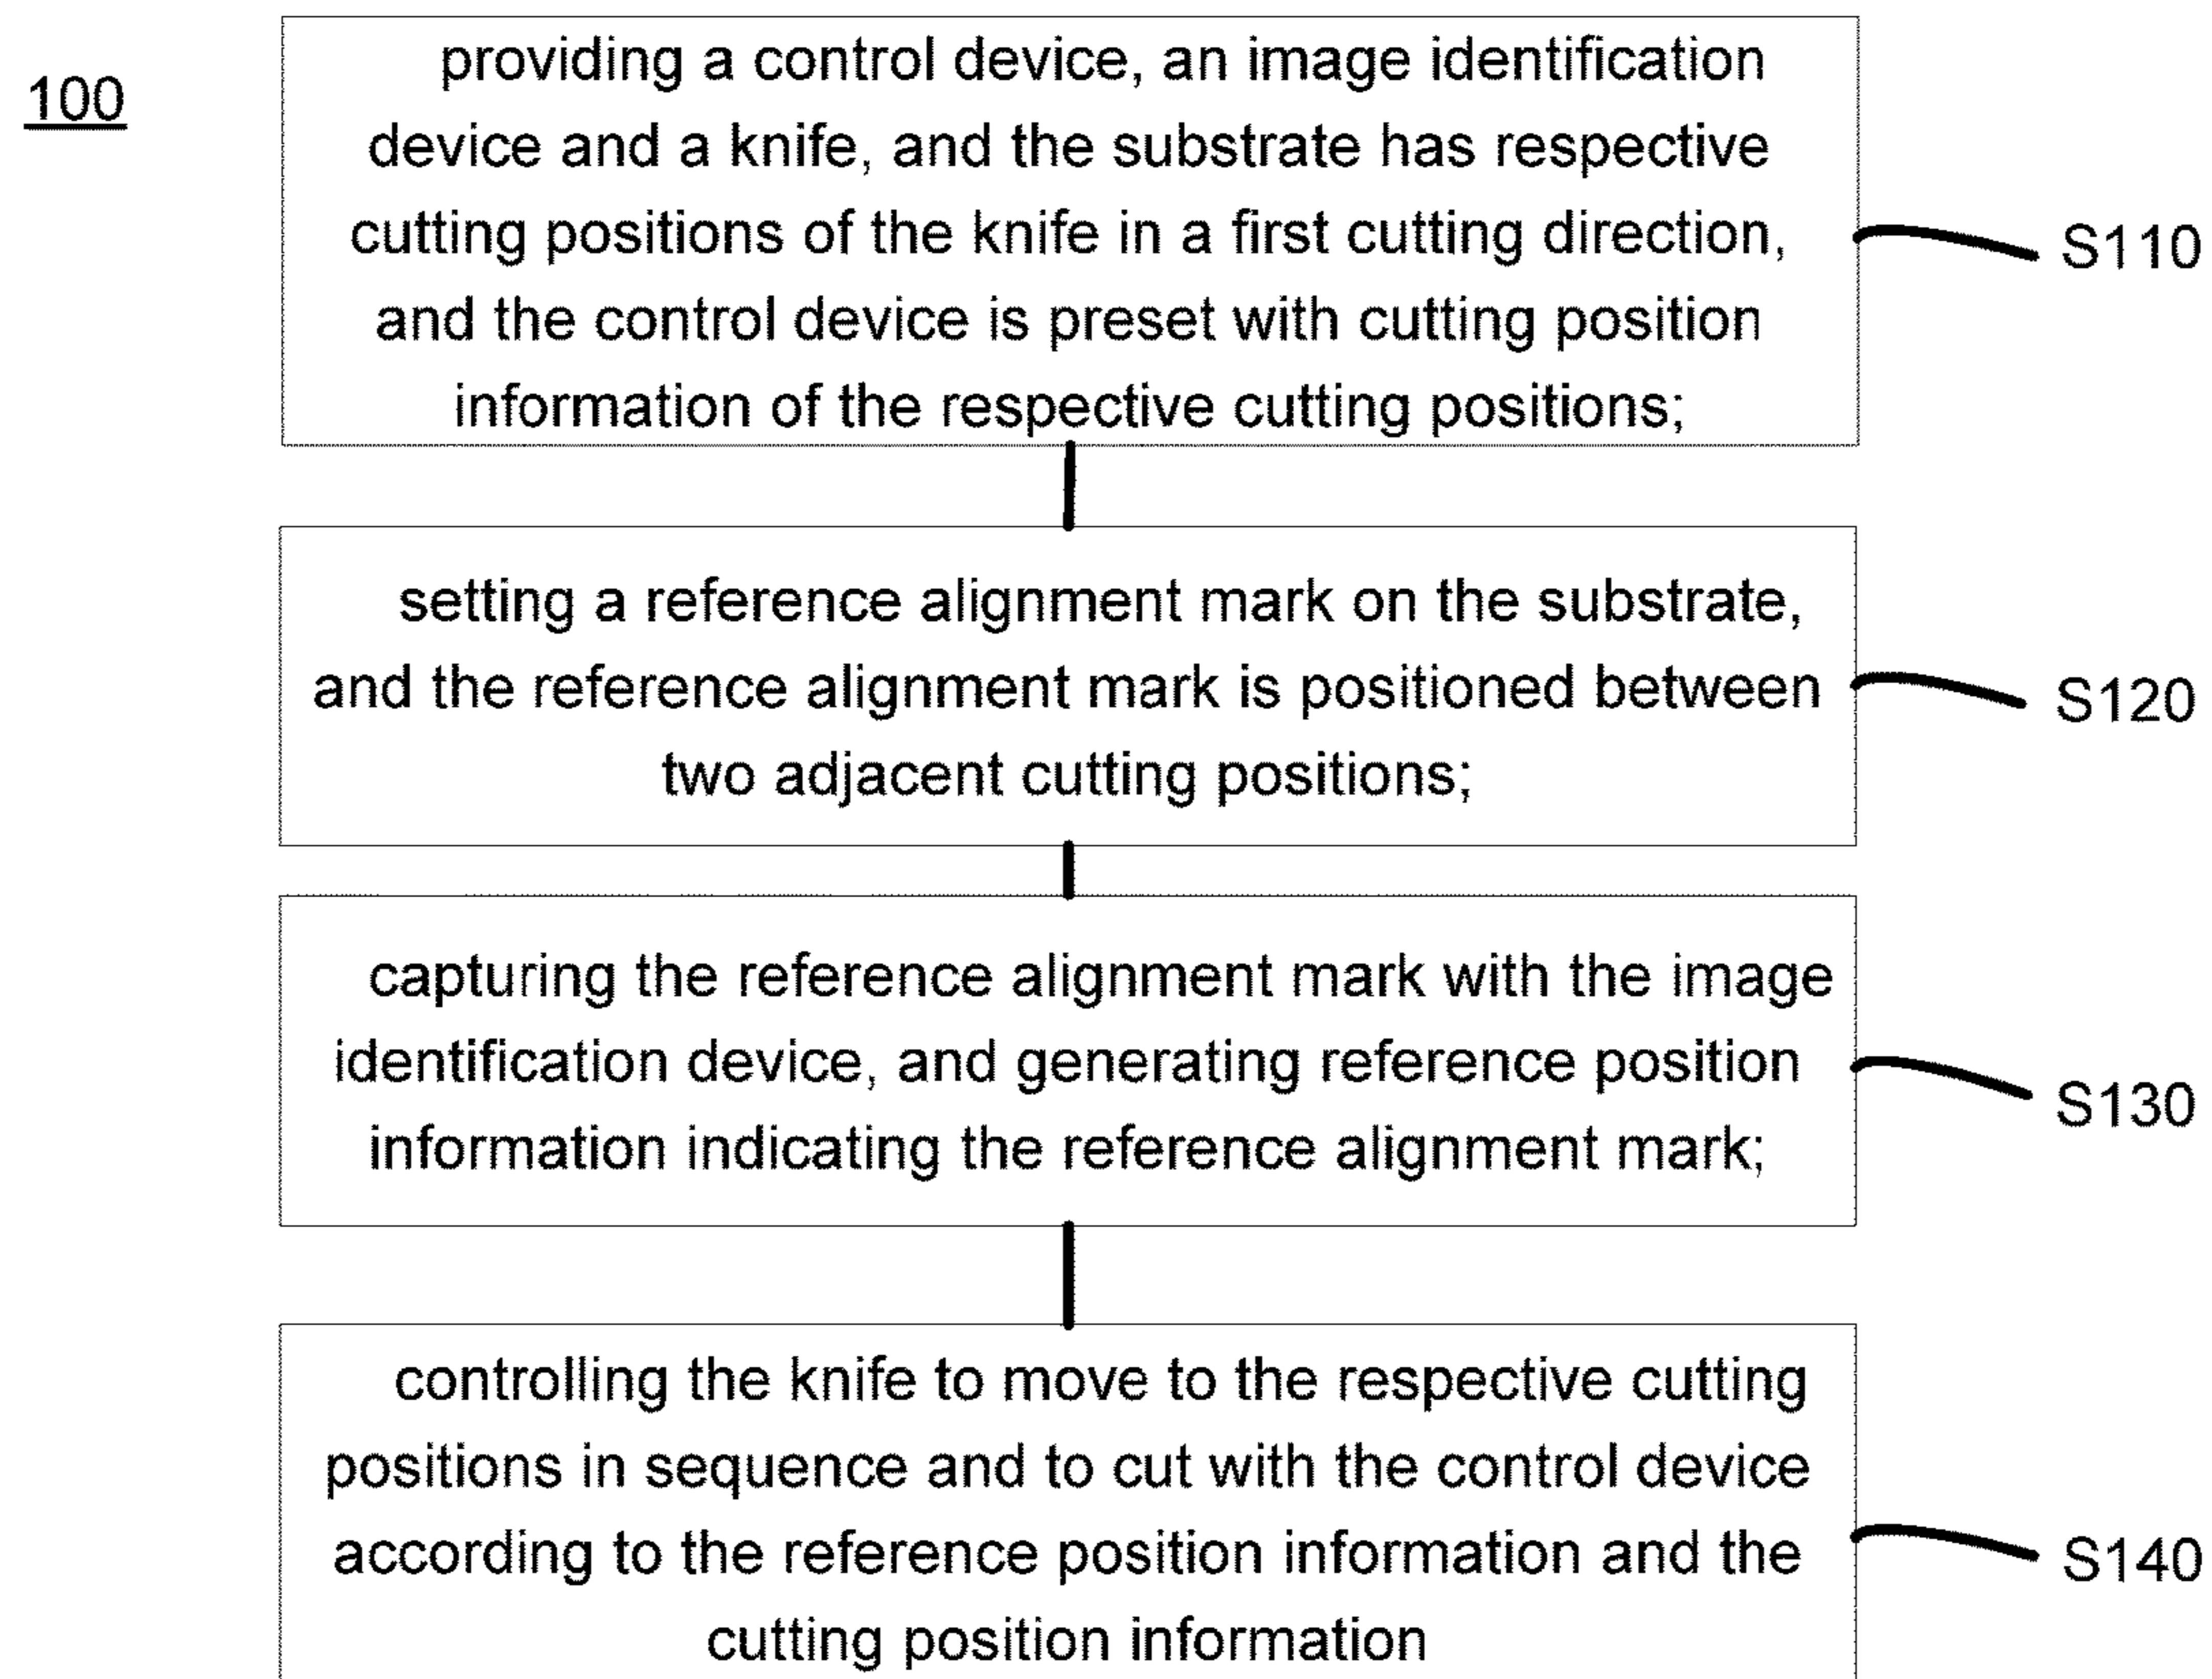 100
providing a control device, an image identification
device and a knife, and the substrate has respective
cutting positions of the knife in a first cutting direction,
and the control device is preset with cutting position
information of the respective cutting positions;
S110
setting a reference alignment mark on the substrate,
and the reference alignment mark is positioned between
two adjacent cutting positions;
S120
capturing the reference alignment mark with the image
identification device, and generating reference position
information indicating the reference alignment mark;
S130
controlling the knife to move to the respective cutting
positions in sequence and to cut with the control device
according to the reference position information and the
cutting position information
S140